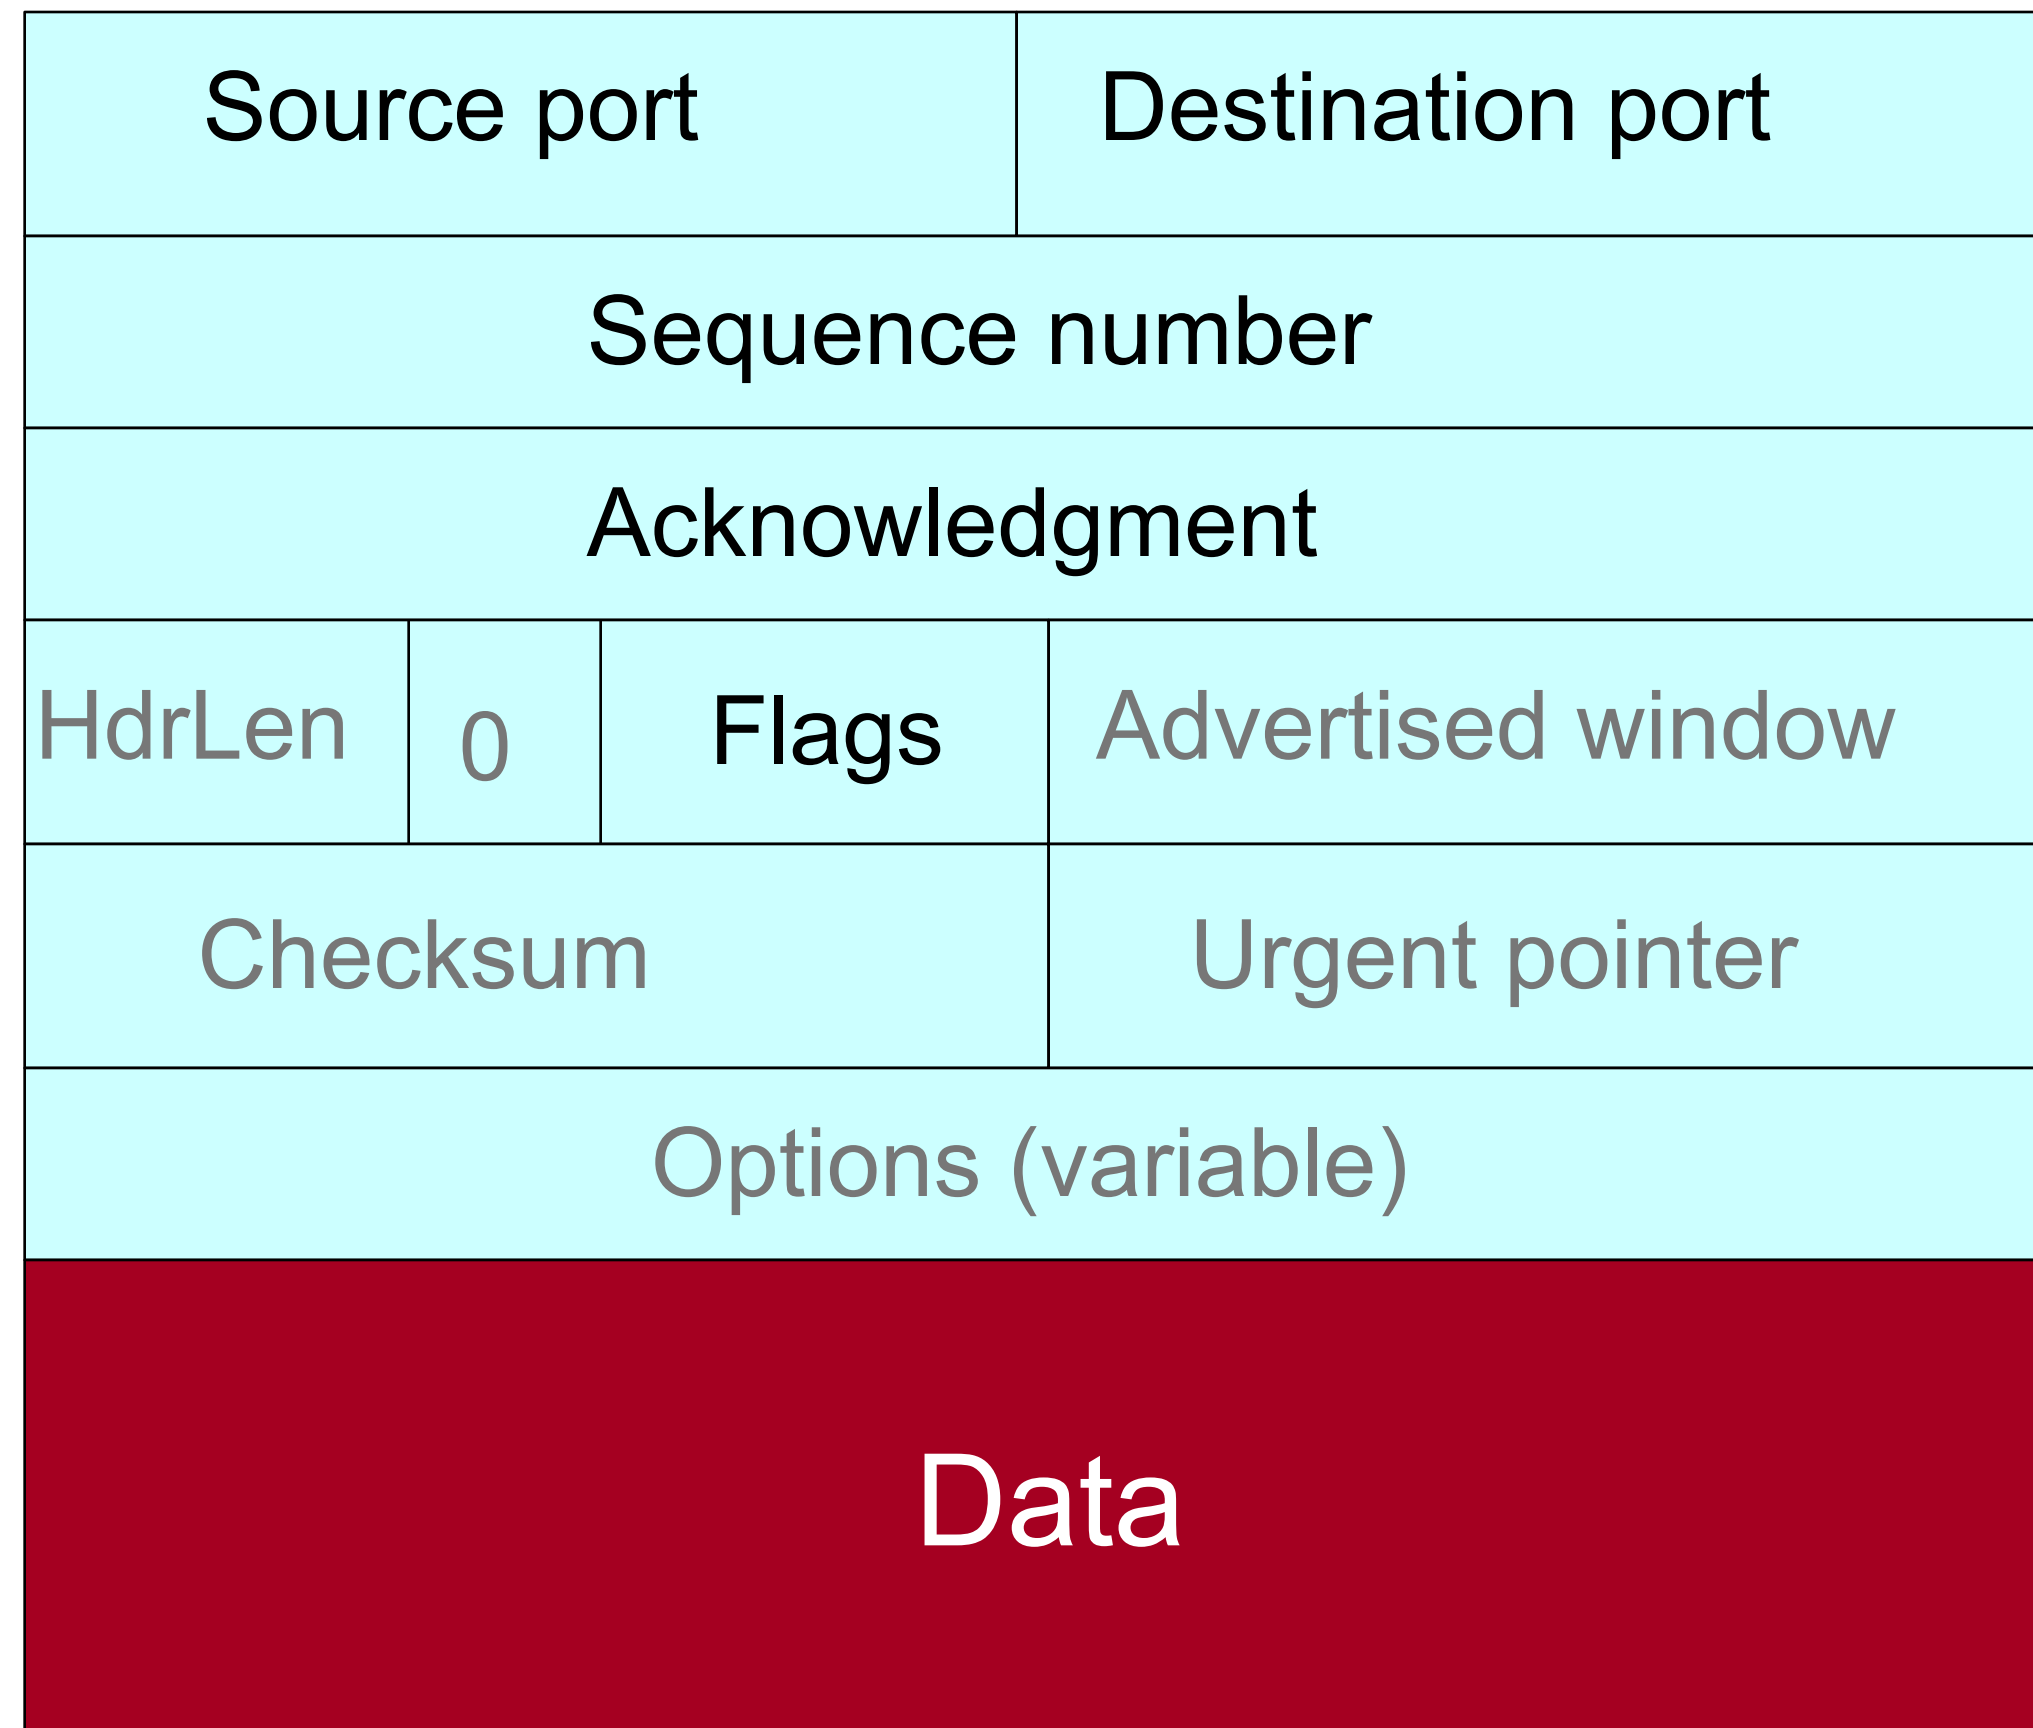 Source port
Destination port
Sequence number
Acknowledgment
HdrLen
0
Flags
Advertised window
Checksum
Urgent pointer
Options (variable)
Data